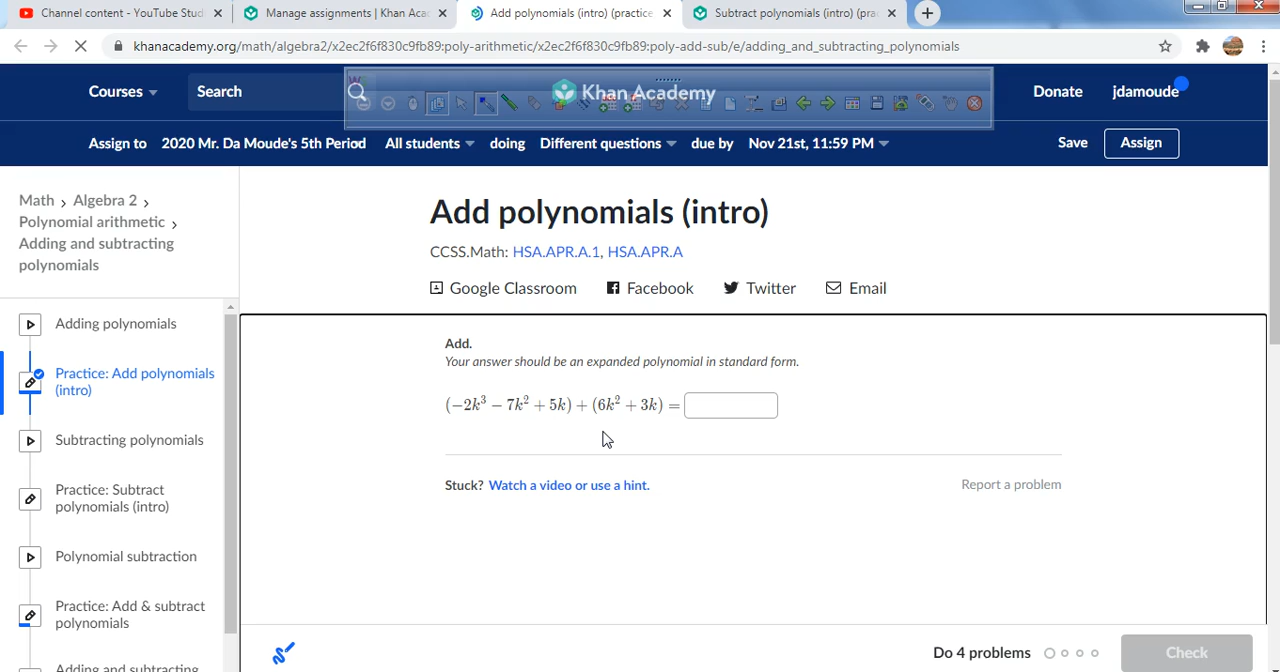 Channel content - YouTube Stud
Manage assignments | Khan Aca
Add polynomials (intro) (practice
Subtract polynomials (intro) (pra
khanacademy.org/math/algebra2/x2ec2f6f830c9fb89:poly-arithmetic/x2ec2f6f830c9fb89:poly-add-sub/e/adding_and_subtracting_polynomials
Courses
Search
Khan Academy
Donate
jdamoude
Assign to 2020 Mr. Da Moude's 5th Period All students doing Different questions due by Nov 21st, 11:59 PM
Save
Assign
Math > Algebra 2 >
Polynomial arithmetic >
Adding and subtracting
polynomials
Adding polynomials
Practice: Add polynomials
(intro)
Subtracting polynomials
Practice: Subtract
polynomials (intro)
Polynomial subtraction
Practice: Add & subtract
polynomials
Adding and subtracting
Add polynomials (intro)
CCSS.Math: HSA.APR.A.1, HSA.APR.A
Google Classroom Facebook Twitter Email
Add.
Your answer should be an expanded polynomial in standard form.
(−2k³ − 7k² + 5k) + (6k² + 3k) =
Stuck? Watch a video or use a hint.
Report a problem
Do 4 problems
Check